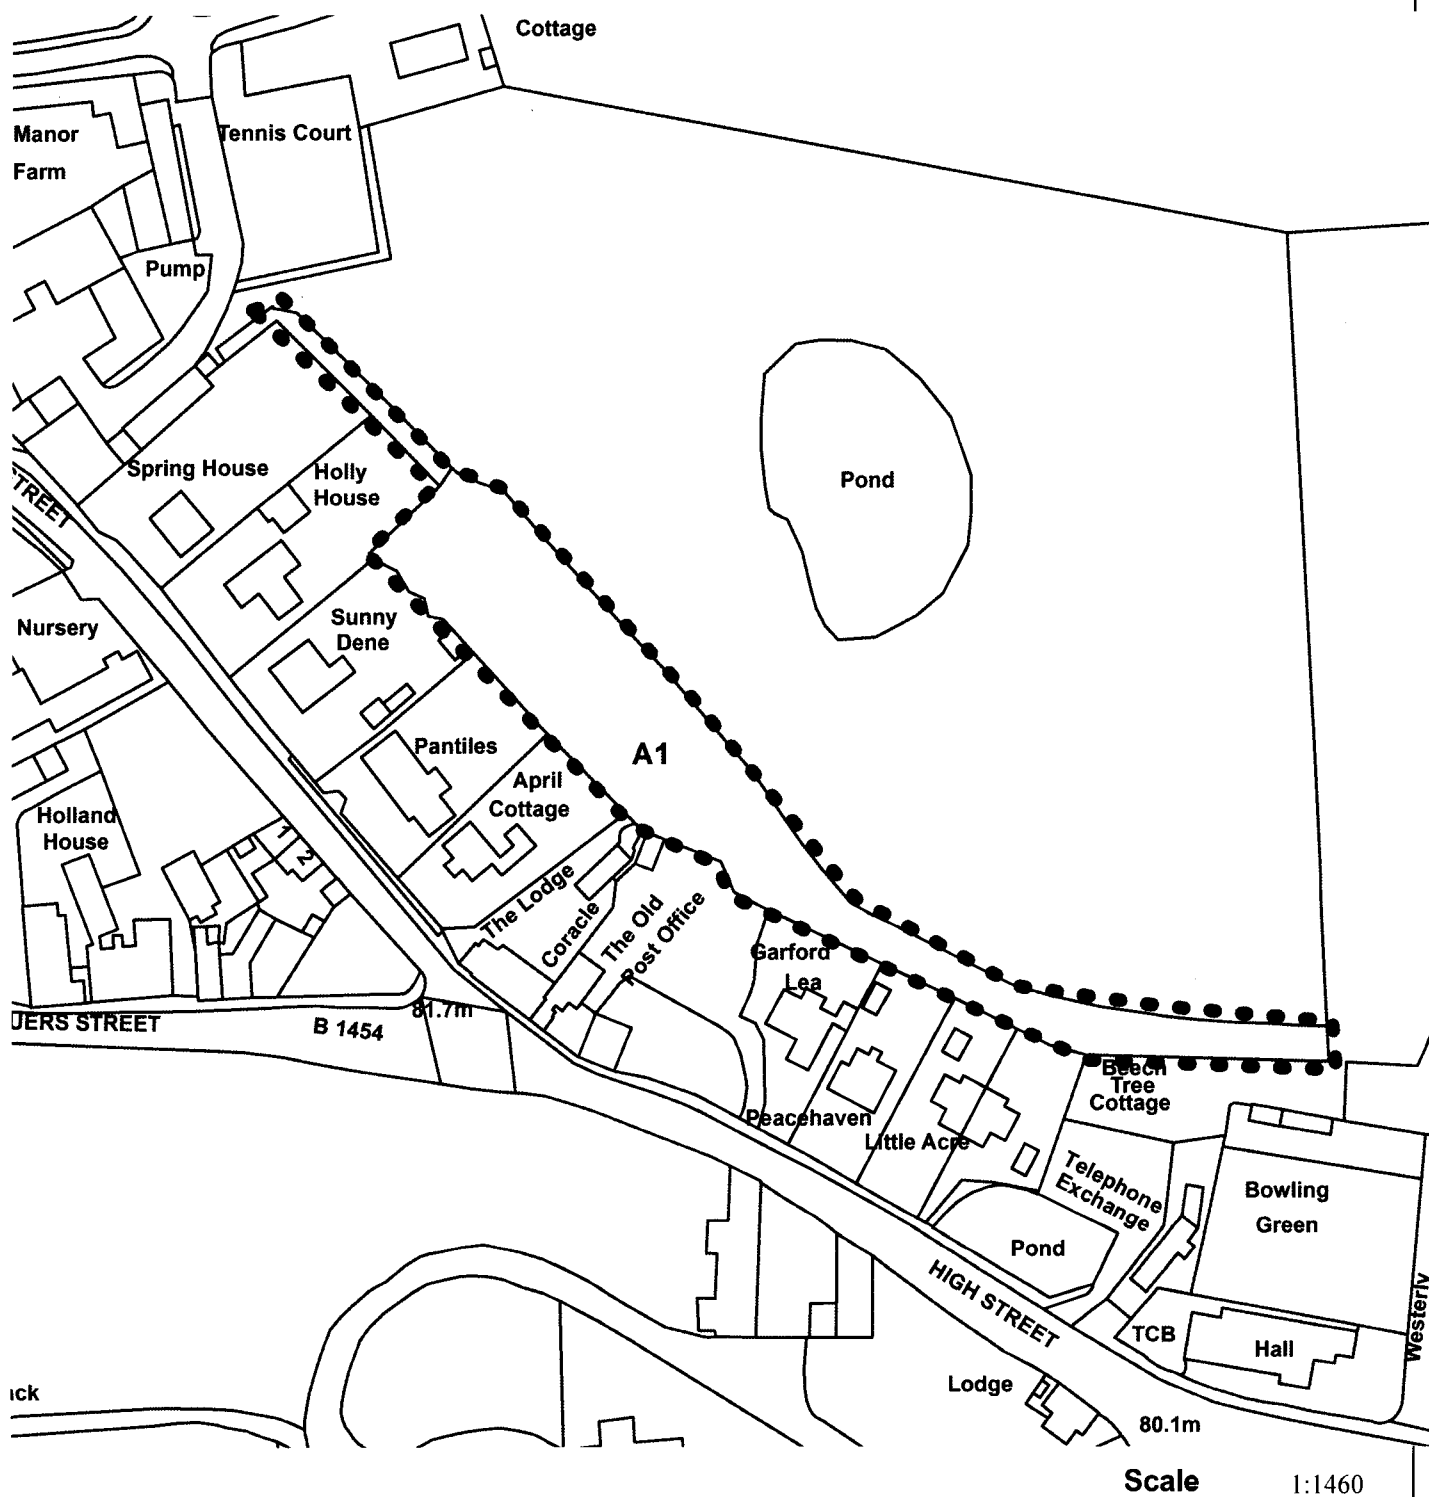 Cottage
Manor
Farm
Tennis Court
Pump
Spring House
Holly
House
Pond
TREET
Nursery
Sunny
Dene
Pantiles
A1
April
Cottage
Holland
House
1
2
The Lodge
Coracle
The Old
Post Office
Garford
Lea
UERS STREET
B 1454
81.7m
Beech
Tree
Cottage
Peacehaven
Little Acre
Telephone
Exchange
Bowling
Green
Pond
HIGH STREET
TCB
Hall
Westerly
Lodge
ick
80.1m
Scale 1:1460